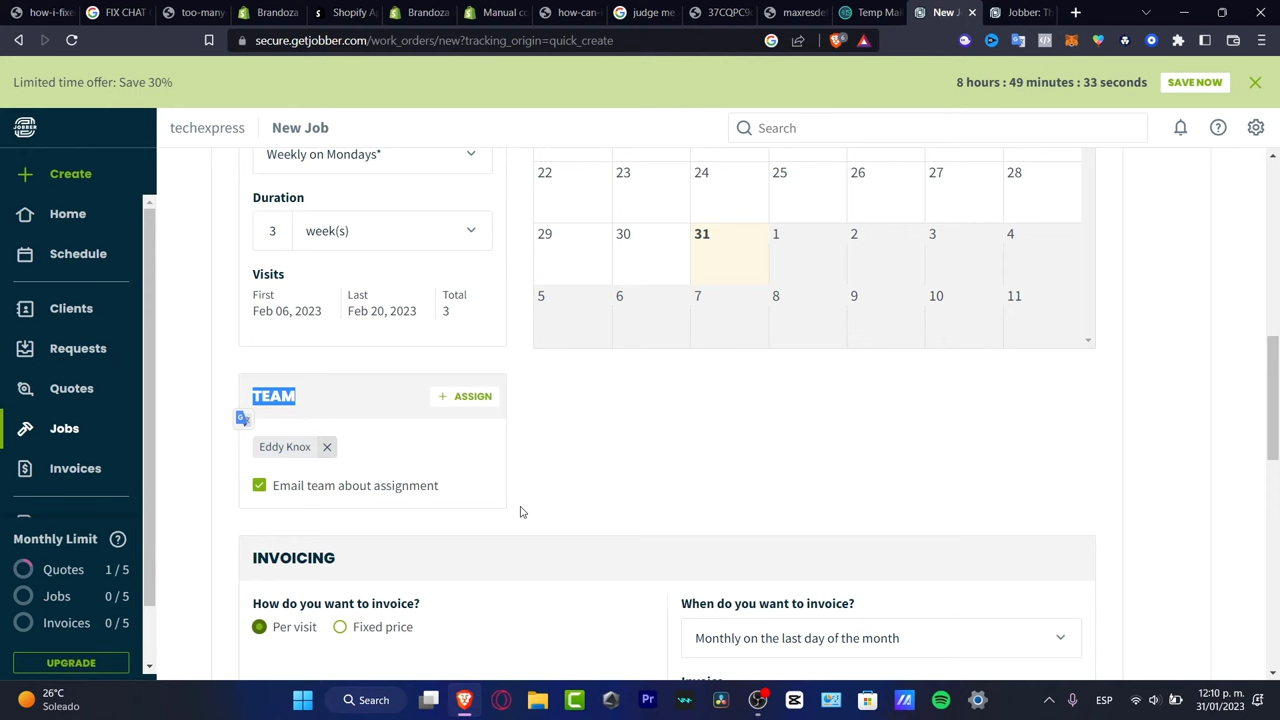 how-i-fixe
FIX CHAT
too-many
Brandoza
Shopify Ap
Brandoza
Manual co
how-can-i
judge me
37CQPC9
maxresde
Temp Mai
New J
Jobber: Th
secure.getjobber.com/work_orders/new?tracking_origin=quick_create
Limited time offer: Save 30%
8 hours : 49 minutes : 33 seconds
SAVE NOW
JOBBER
techexpress
New Job
Search
Create
Home
Schedule
Clients
Requests
Quotes
Jobs
Invoices
Monthly Limit
Quotes 1 / 5
Jobs 0 / 5
Invoices 0 / 5
UPGRADE
Weekly on Mondays*
Duration
3 week(s)
Visits
First Last Total
Feb 06, 2023 Feb 20, 2023 3
22 23 24 25 26 27 28
29 30 31 1 2 3 4
5 6 7 8 9 10 11
TEAM
+ ASSIGN
Eddy Knox
Email team about assignment
INVOICING
How do you want to invoice?
Per visit Fixed price
When do you want to invoice?
Monthly on the last day of the month
26°C
Soleado
Search
ESP
12:10 p. m.
31/01/2023